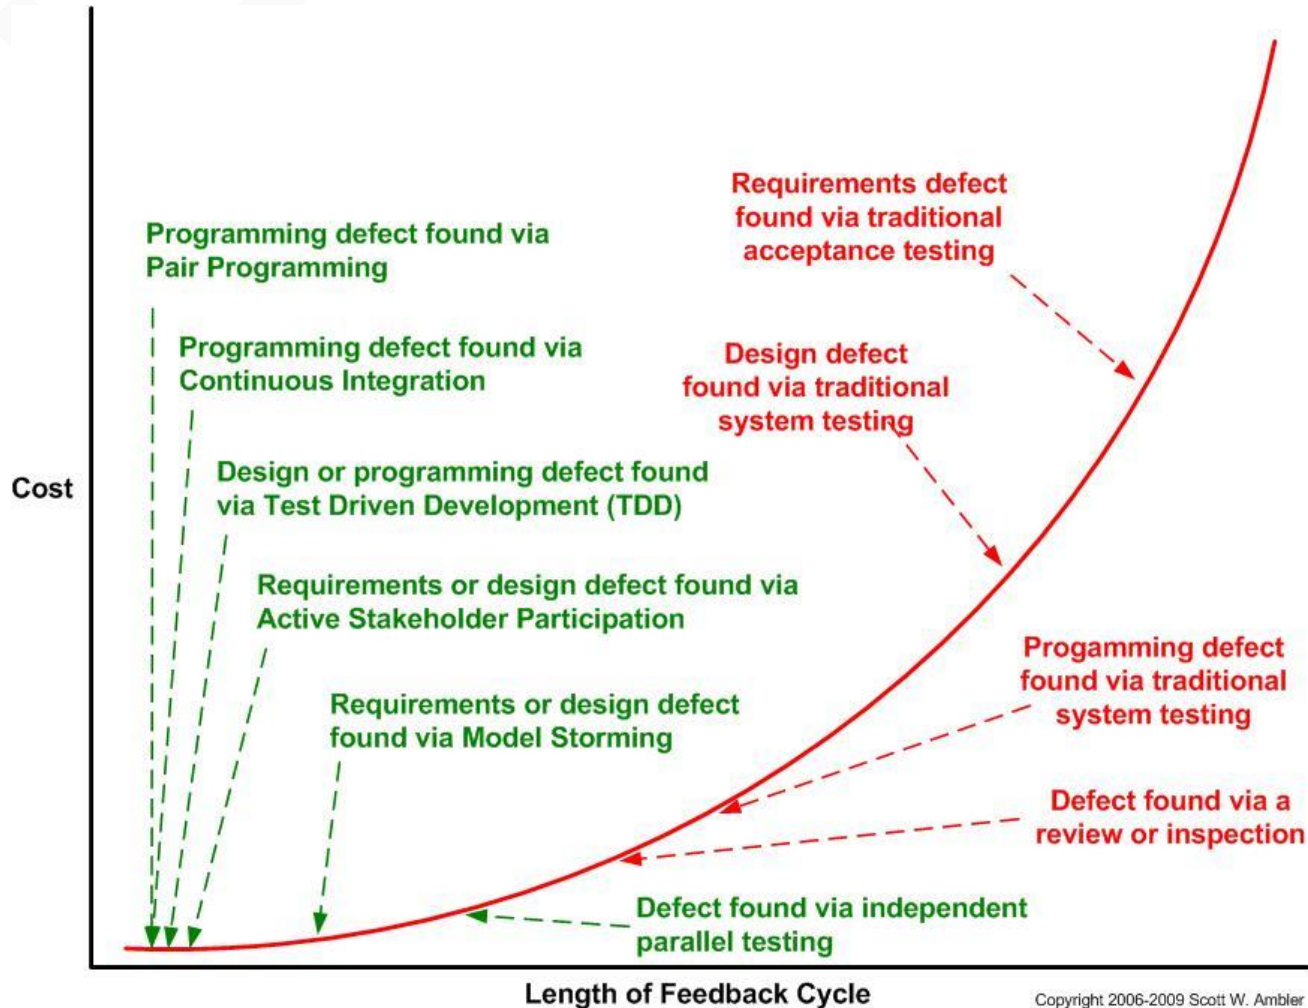 Requirements defect
found via traditional
acceptance testing
Programming defect found via
Pair Programming
Programming defect found via
Continuous Integration
Design defect
found via traditional
system testing
Cost
Design or programming defect found
via Test Driven Development (TDD)
Requirements or design defect found via
Active Stakeholder Participation
Progamming defect
found via traditional
system testing
Requirements or design defect
found via Model Storming
Defect found via a
review or inspection
Defect found via independent
parallel testing
Length of Feedback Cycle
Copyright 2006-2009 Scott W. Ambler